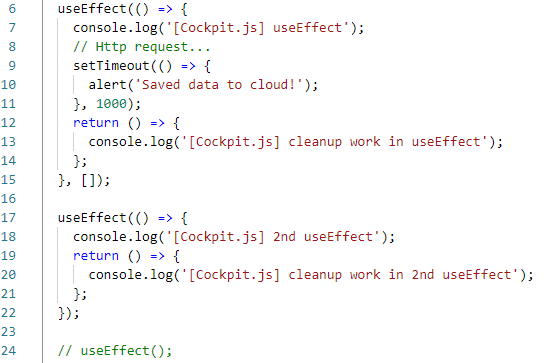 6 useEffect(() => {
7 console.log('[Cockpit.js] useEffect');
8 // Http request...
9 setTimeout(() => {
10 alert('Saved data to cloud!');
11 }, 1000);
12 return () => {
13 console.log('[Cockpit.js] cleanup work in useEffect');
14 };
15 }, []);
16
17 useEffect(() => {
18 console.log('[Cockpit.js] 2nd useEffect');
19 return () => {
20 console.log('[Cockpit.js] cleanup work in 2nd useEffect');
21 };
22 });
23
24 // useEffect();